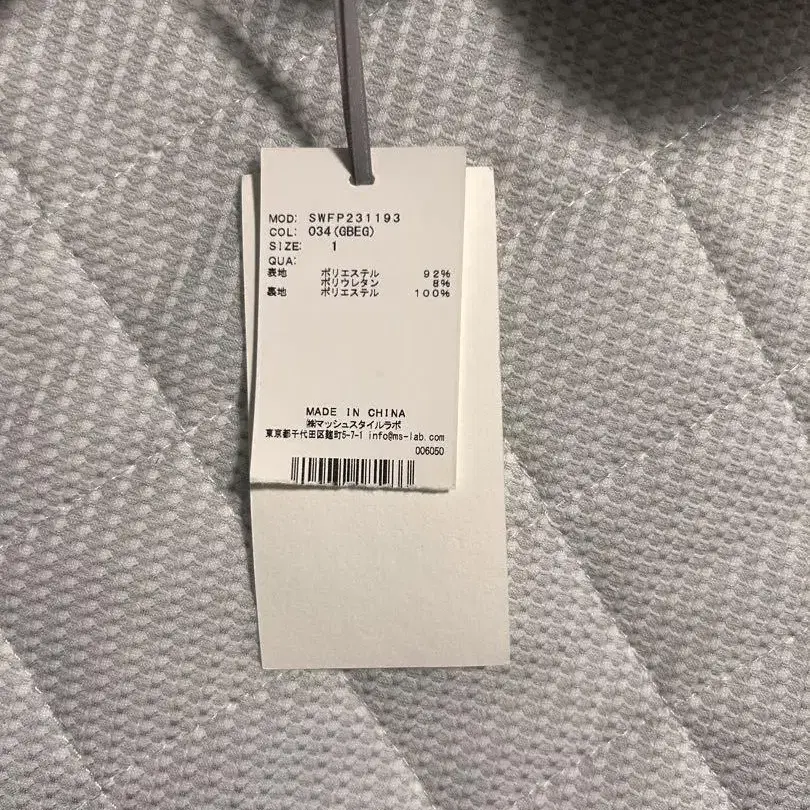 MOD: SWFP231193
COL: 034(GBEG)
SIZE: 1
QUA:
表地 ポリエステル 92%
ポリウレタン 8%
裏地 ポリエステル 100%
MADE IN CHINA
㈱マッシュスタイルラボ
東京都千代田区麹町5-7-1 info@ms-lab.com
006050